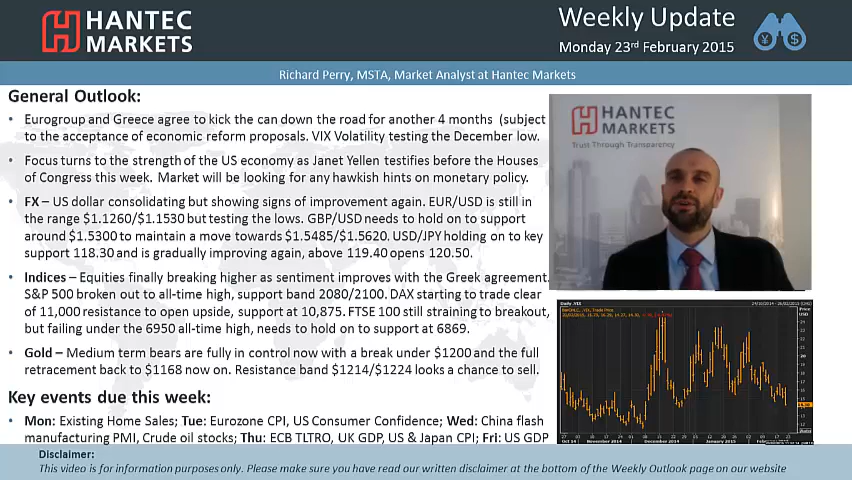 HANTEC
MARKETS
Weekly Update
Monday 23rd February 2015
Richard Perry, MSTA, Market Analyst at Hantec Markets
General Outlook:
• Eurogroup and Greece agree to kick the can down the road for another 4 months (subject
to the acceptance of economic reform proposals. VIX Volatility testing the December low.
• Focus turns to the strength of the US economy as Janet Yellen testifies before the Houses
of Congress this week. Market will be looking for any hawkish hints on monetary policy.
• FX – US dollar consolidating but showing signs of improvement again. EUR/USD is still in
the range $1.1260/$1.1530 but testing the lows. GBP/USD needs to hold on to support
around $1.5300 to maintain a move towards $1.5485/$1.5620. USD/JPY holding on to key
support 118.30 and is gradually improving again, above 119.40 opens 120.50.
• Indices – Equities finally breaking higher as sentiment improves with the Greek agreement.
S&P 500 broken out to all-time high, support band 2080/2100. DAX starting to trade clear
of 11,000 resistance to open upside, support at 10,875. FTSE 100 still straining to breakout,
but failing under the 6950 all-time high, needs to hold on to support at 6869.
• Gold – Medium term bears are fully in control now with a break under $1200 and the full
retracement back to $1168 now on. Resistance band $1214/$1224 looks a chance to sell.
Key events due this week:
• Mon: Existing Home Sales; Tue: Eurozone CPI, US Consumer Confidence; Wed: China flash
manufacturing PMI, Crude oil stocks; Thu: ECB TLTRO, UK GDP, US & Japan CPI; Fri: US GDP
HANTEC
MARKETS
Trust Through Transparency
Daily .VIX
Price
USD
November 2014
December 2014
January 2015
Disclaimer:
This video is for information purposes only. Please make sure you have read our written disclaimer at the bottom of the Weekly Outlook page on our website